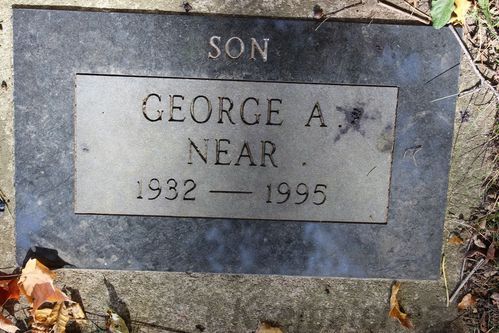 SON
GEORGE A.
NEAR
1932 — 1995